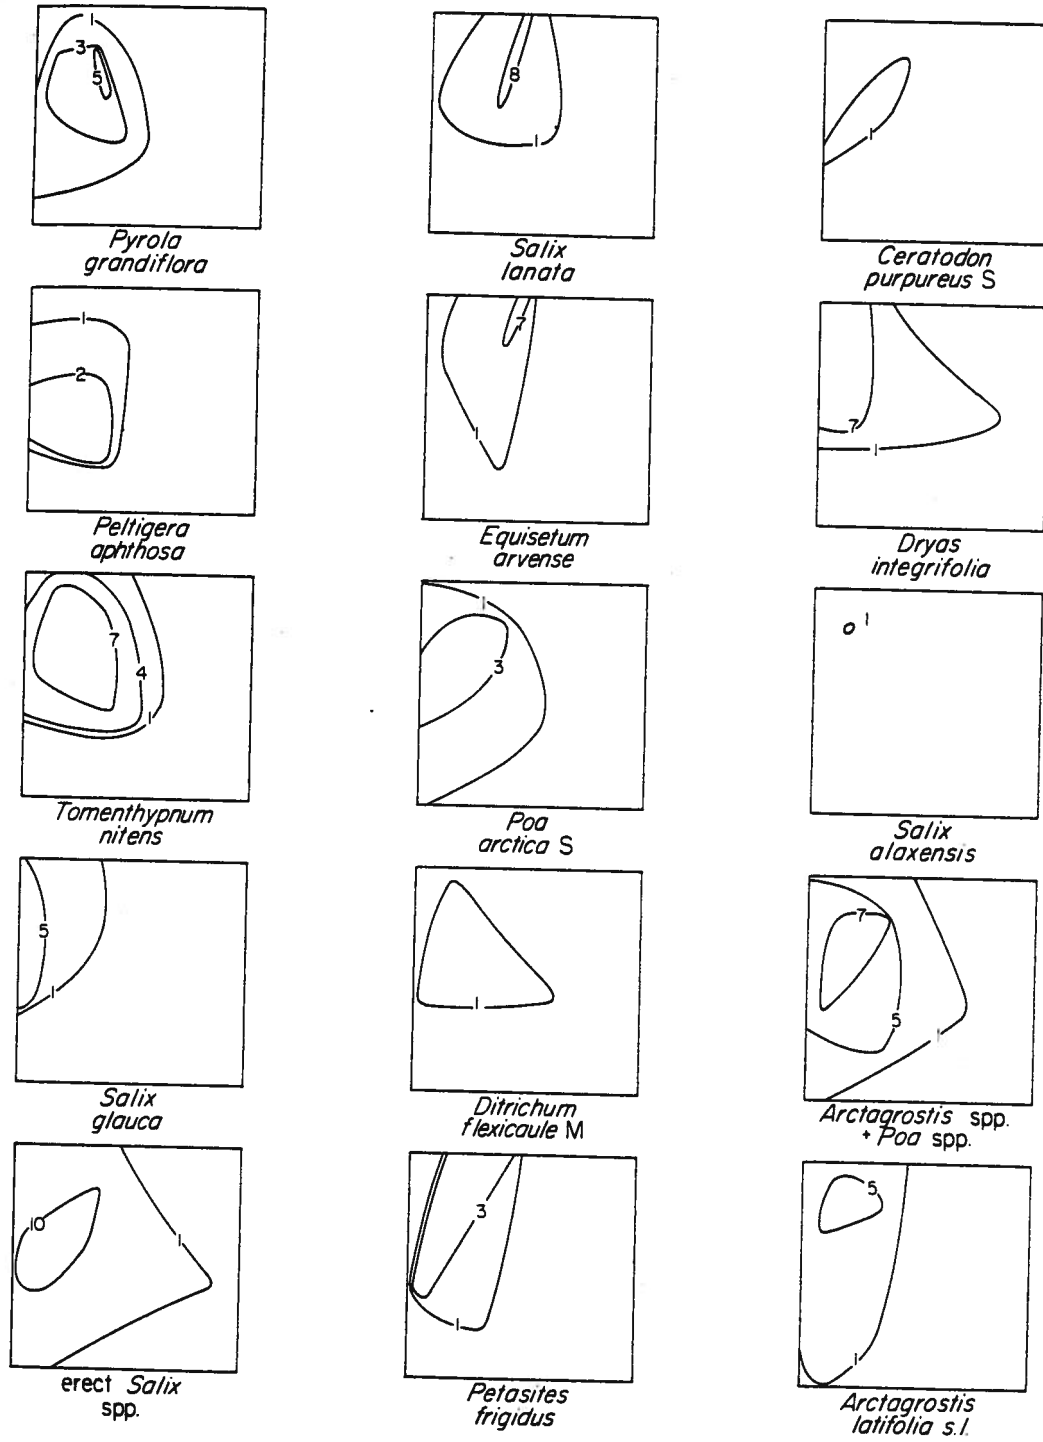 1
3
5
Pyrola
grandiflora
8
1
Salix
lanata
1
Ceratodon
purpureus S
1
2
Peltigera
aphthosa
7
1
Equisetum
arvense
7
1
Dryas
integrifolia
7
4
1
Tomenthypnum
nitens
1
3
Poa
arctica S
1
Salix
alaxensis
5
1
Salix
glauca
1
Ditrichum
flexicaule M
7
5
1
Arctagrostis spp.
+ Poa spp.
10
1
erect Salix
spp.
3
1
Petasites
frigidus
5
1
Arctagrostis
latifolia s.l.